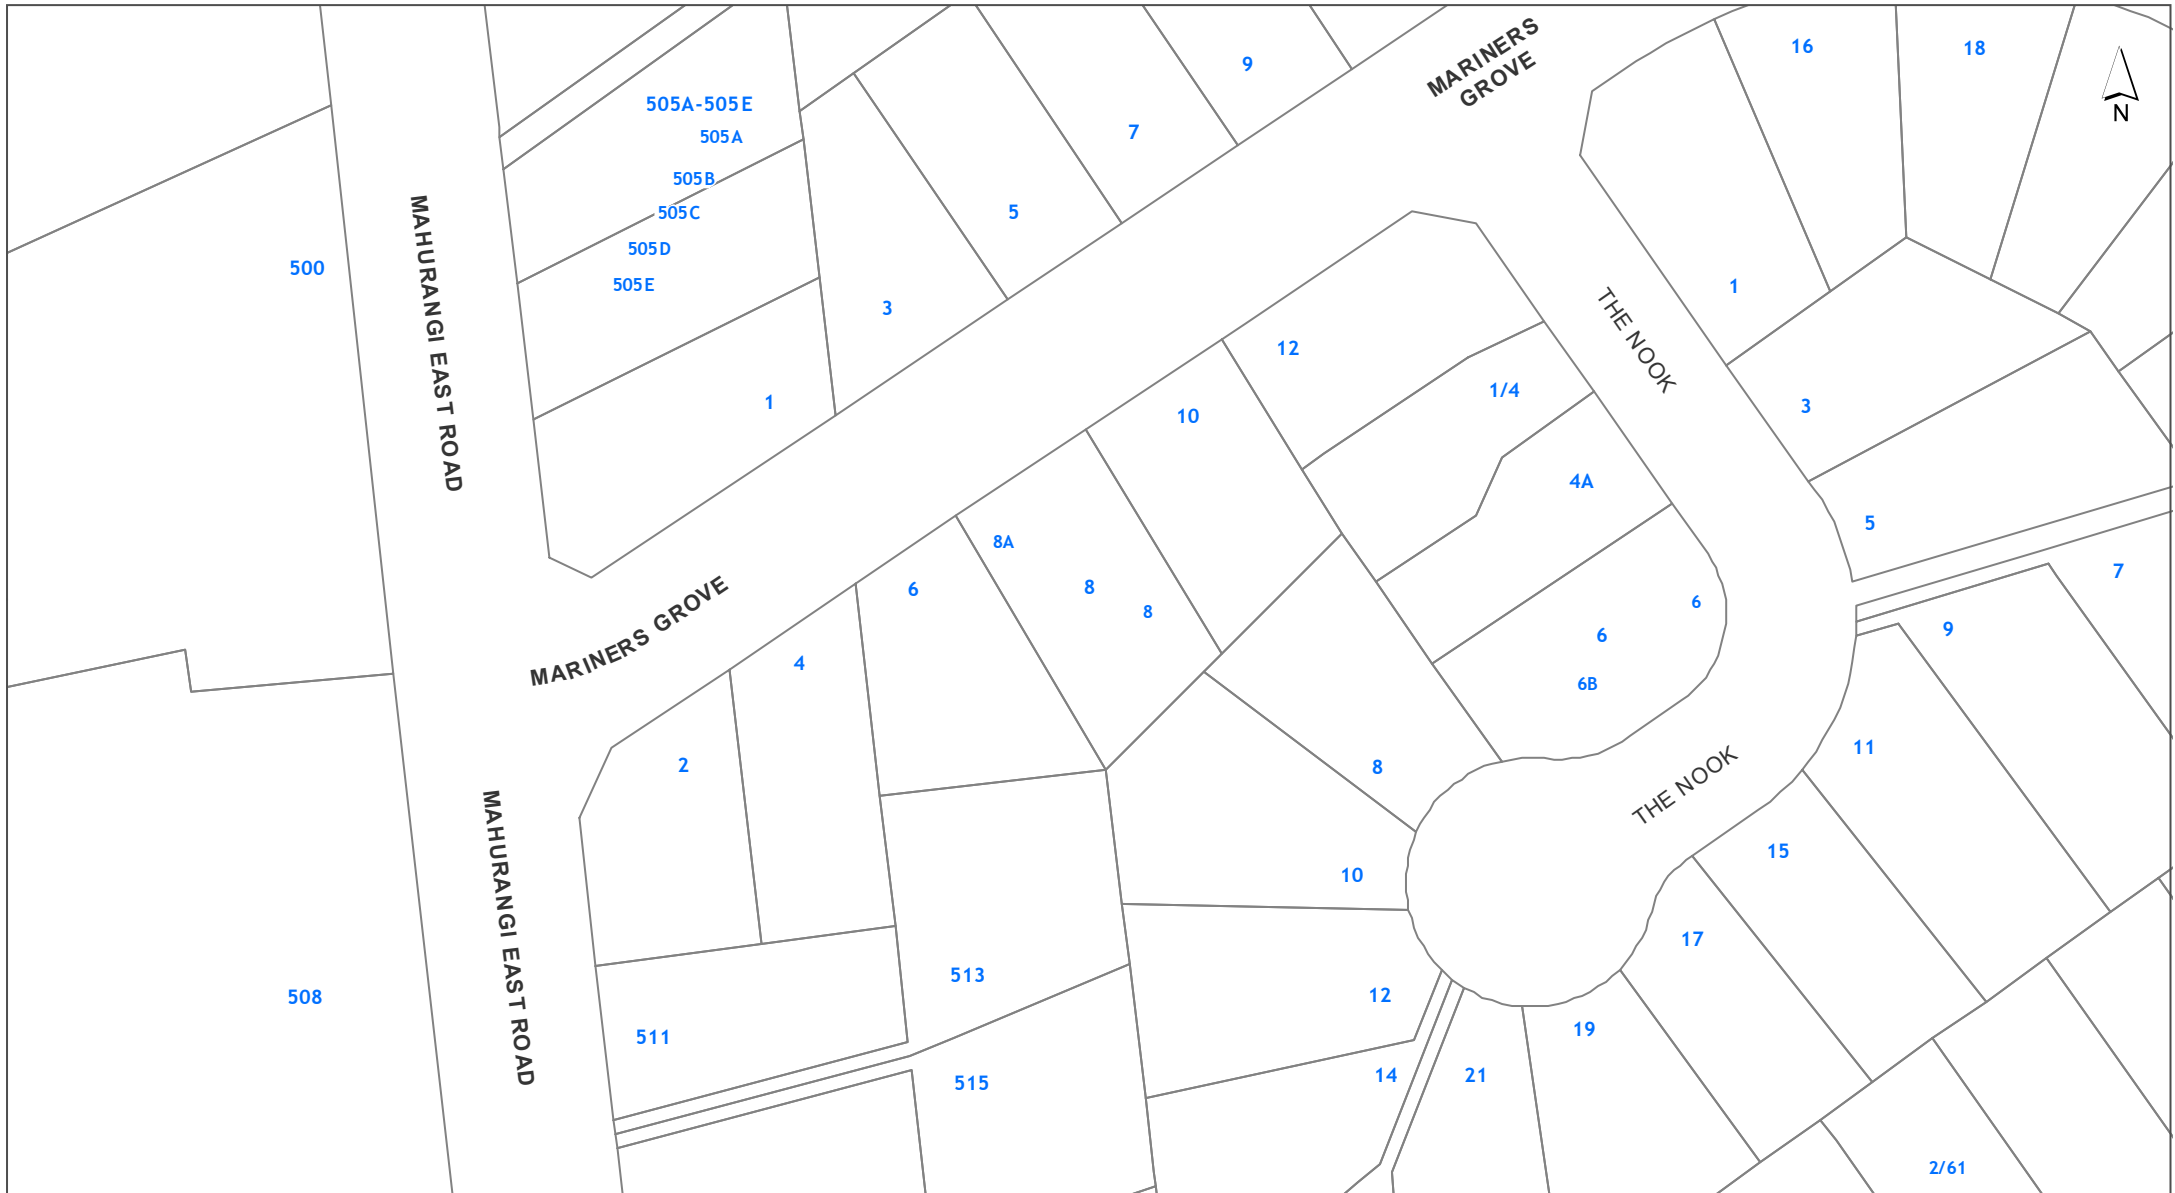 MARINERS
GROVE
16
18
N
9
505A-505E
505A
7
505B
505C
5
505D
500
505E
1
THE NOOK
3
12
MAHURANGI EAST ROAD
1/4
1
10
3
4A
5
8A
7
6
8
8
6
9
MARINERS GROVE
6
4
6B
11
2
8
THE NOOK
15
10
17
513
12
508
MAHURANGI EAST ROAD
19
511
515
14
21
2/61